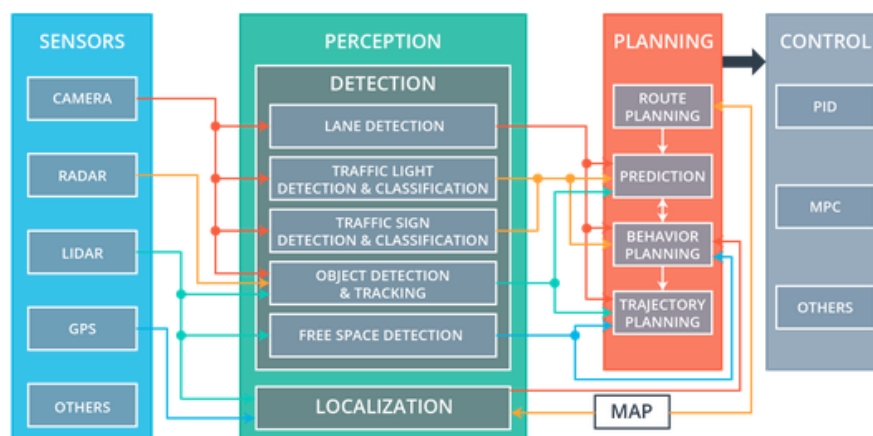 SENSORS
CAMERA
RADAR
LIDAR
GPS
OTHERS
PERCEPTION
DETECTION
LANE DETECTION
TRAFFIC LIGHT
DETECTION & CLASSIFICATION
TRAFFIC SIGN
DETECTION & CLASSIFICATION
OBJECT DETECTION
& TRACKING
FREE SPACE DETECTION
LOCALIZATION
PLANNING
ROUTE
PLANNING
PREDICTION
BEHAVIOR
PLANNING
TRAJECTORY
PLANNING
MAP
CONTROL
PID
MPC
OTHERS